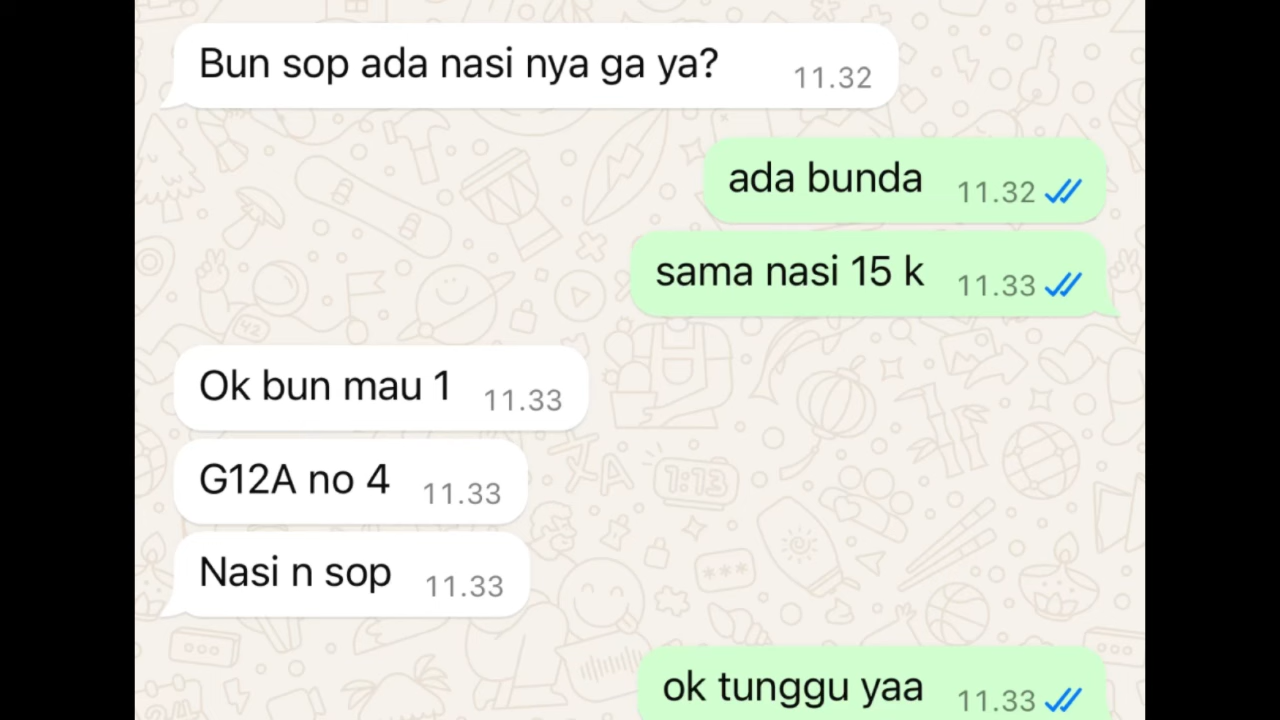 Bun sop ada nasi nya ga ya? 11.32
ada bunda 11.32
sama nasi 15 k 11.33
Ok bun mau 1 11.33
G12A no 4 11.33
Nasi n sop 11.33
ok tunggu yaa 11.33